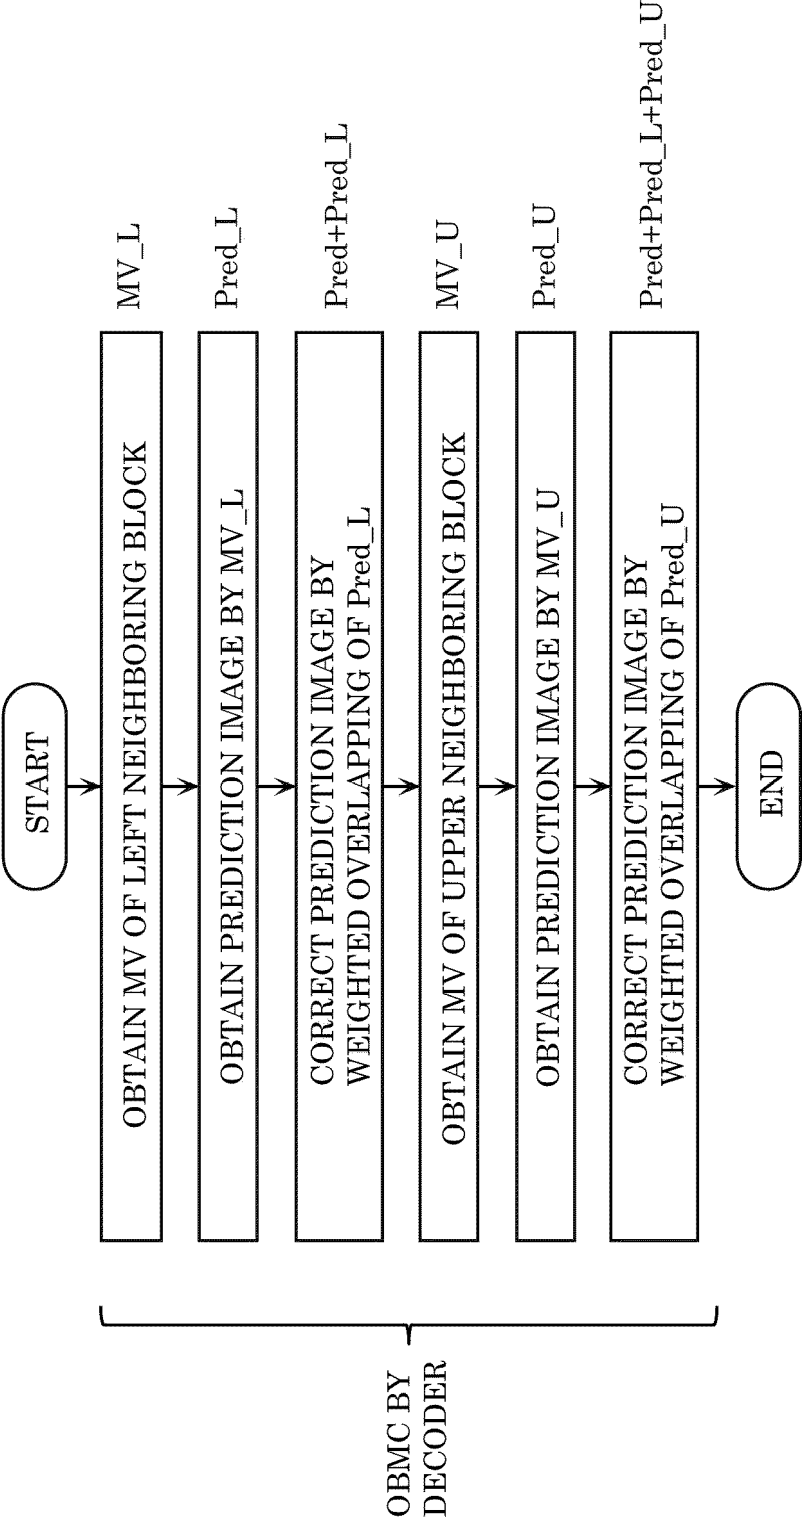 START
OBTAIN MV OF LEFT NEIGHBORING BLOCK
MV_L
OBTAIN PREDICTION IMAGE BY MV_L
Pred_L
CORRECT PREDICTION IMAGE BY
WEIGHTED OVERLAPPING OF Pred_L
Pred+Pred_L
OBTAIN MV OF UPPER NEIGHBORING BLOCK
MV_U
OBTAIN PREDICTION IMAGE BY MV_U
Pred_U
CORRECT PREDICTION IMAGE BY
WEIGHTED OVERLAPPING OF Pred_U
Pred+Pred_L+Pred_U
END
OBMC BY
DECODER